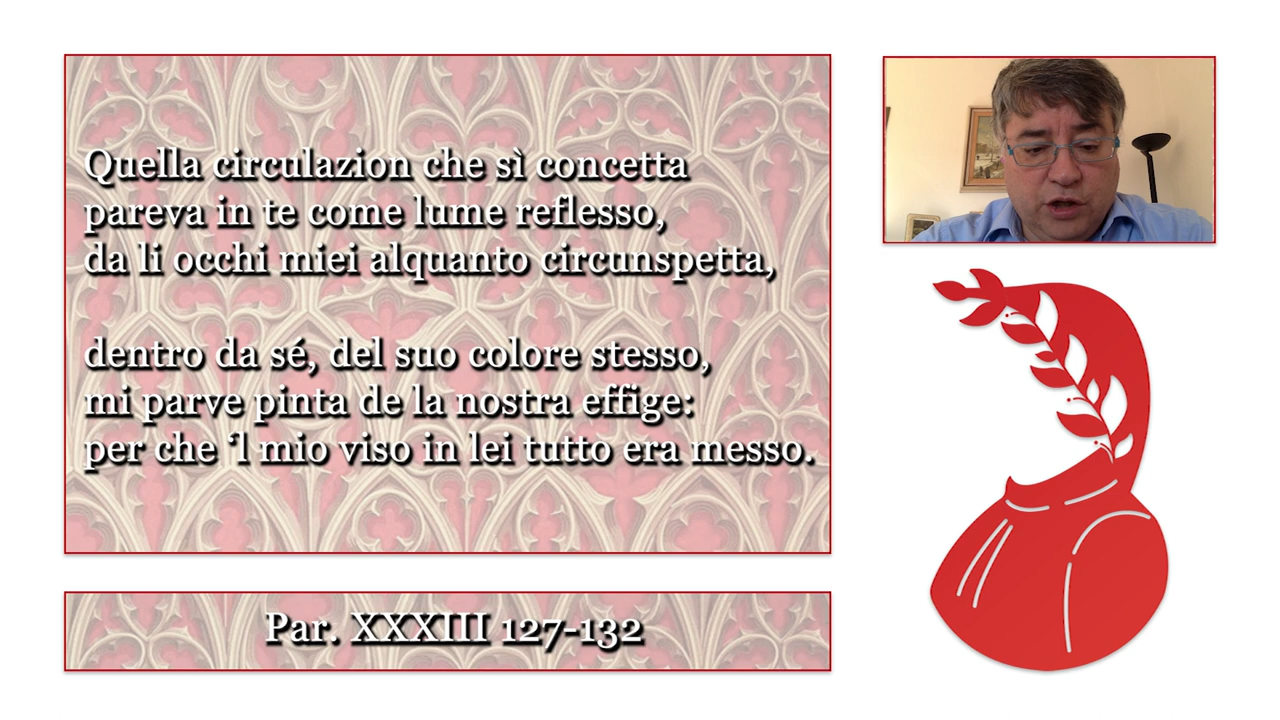 Quella circulazion che sì concetta
pareva in te come lume reflesso,
da li occhi miei alquanto circunspetta,
dentro da sé, del suo colore stesso,
mi parve pinta de la nostra effige:
per che ‘l mio viso in lei tutto era messo.
Par. XXXIII 127-132